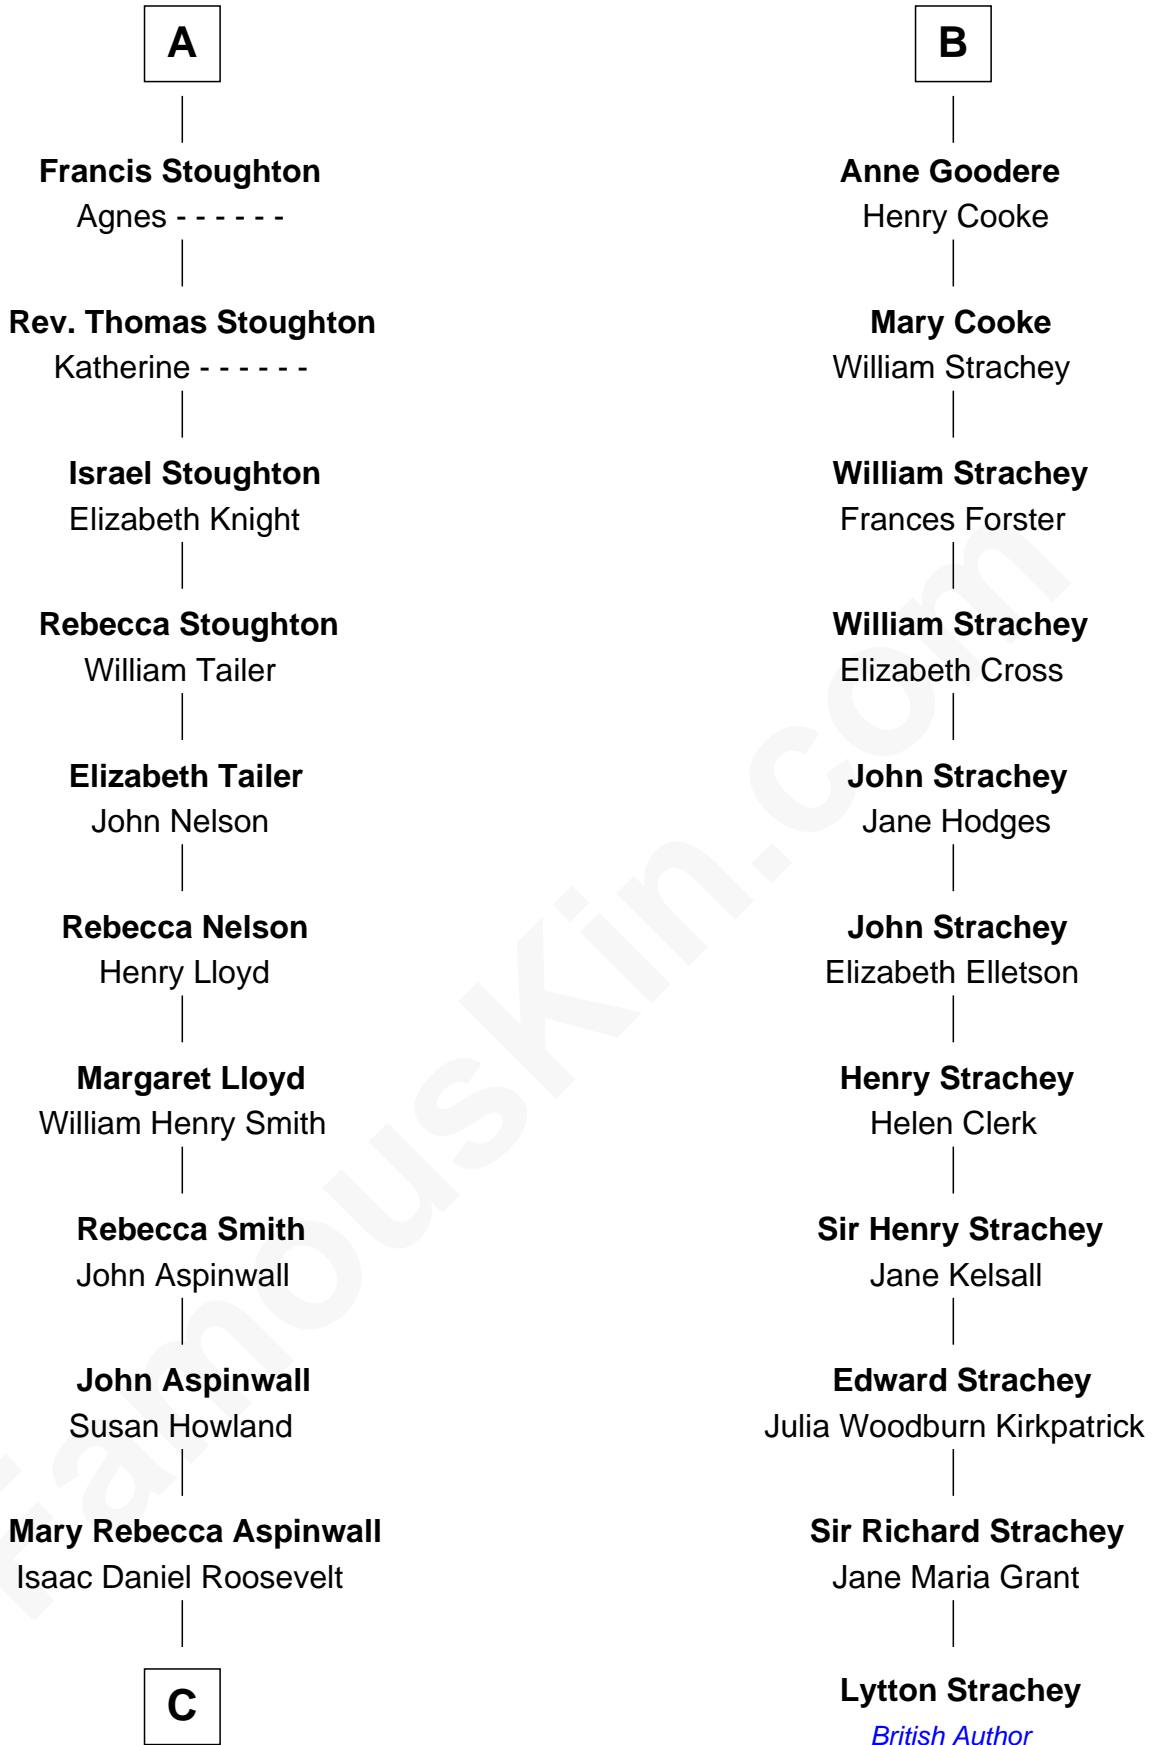 A
Francis Stoughton
Agnes - - - - - -
Rev. Thomas Stoughton
Katherine - - - - - -
Israel Stoughton
Elizabeth Knight
Rebecca Stoughton
William Tailer
Elizabeth Tailer
John Nelson
Rebecca Nelson
Henry Lloyd
Margaret Lloyd
William Henry Smith
Rebecca Smith
John Aspinwall
John Aspinwall
Susan Howland
Mary Rebecca Aspinwall
Isaac Daniel Roosevelt
C
B
Anne Goodere
Henry Cooke
Mary Cooke
William Strachey
William Strachey
Frances Forster
William Strachey
Elizabeth Cross
John Strachey
Jane Hodges
John Strachey
Elizabeth Elletson
Henry Strachey
Helen Clerk
Sir Henry Strachey
Jane Kelsall
Edward Strachey
Julia Woodburn Kirkpatrick
Sir Richard Strachey
Jane Maria Grant
Lytton Strachey
British Author
FamousKin.com